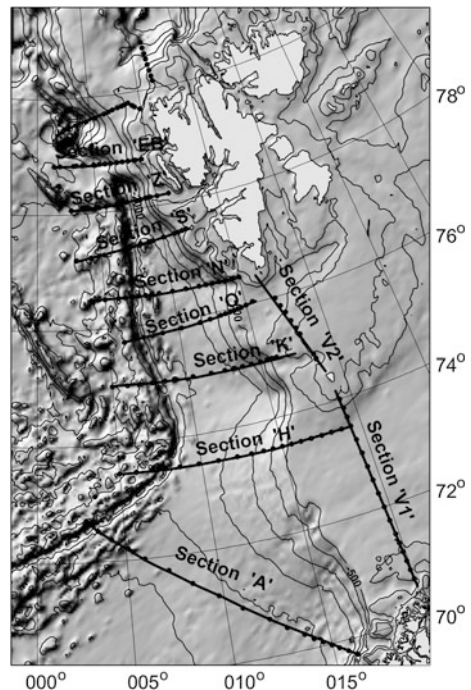 78°
Section 'EB'
Section 'Z'
76°
Section 'S'
Section 'N'
Section 'O'
Section 'V2'
Section 'K'
74°
Section 'H'
Section 'V1'
72°
Section 'A'
-500
70°
000° 005° 010° 015°